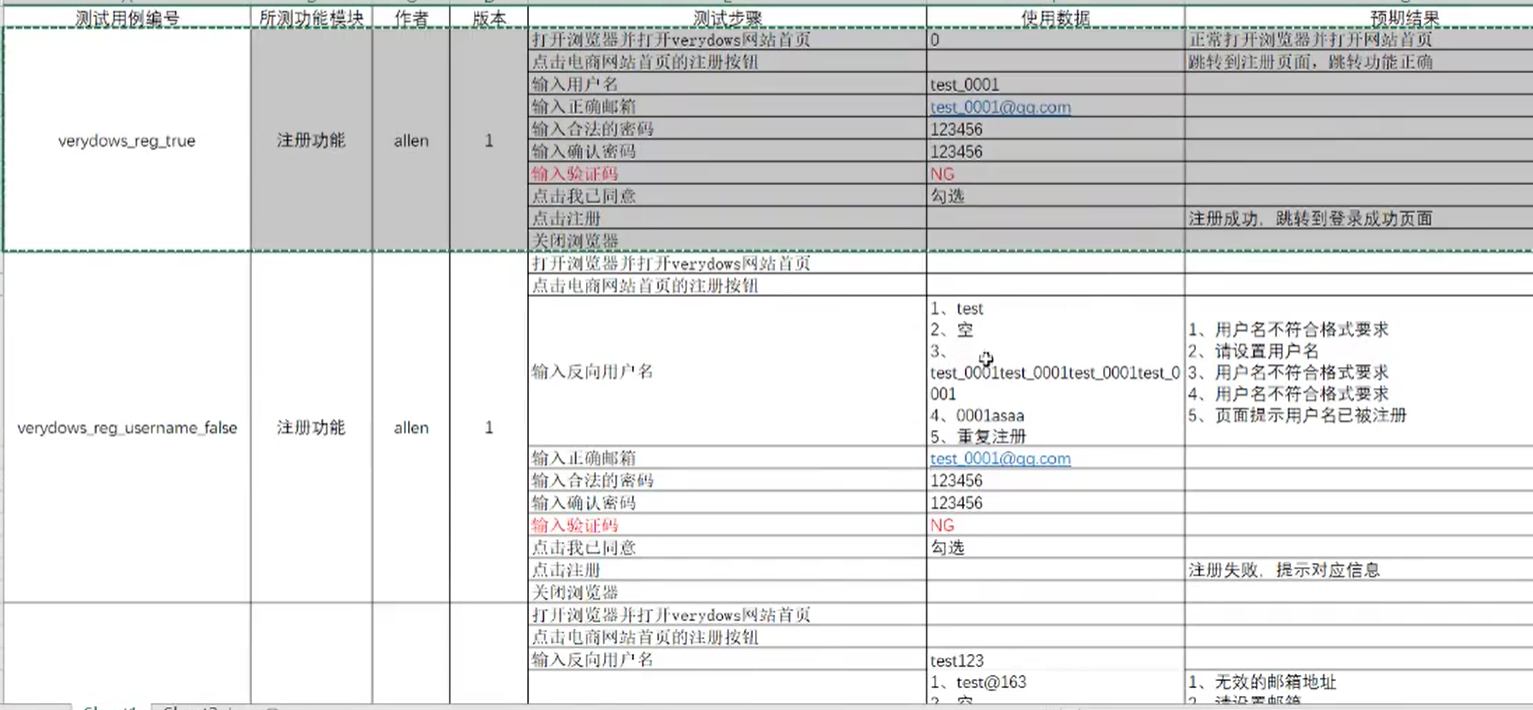 测试用例编号 所测功能模块 作者 版本 测试步骤 使用数据 预期结果
打开浏览器并打开verydows网站首页 0 正常打开浏览器并打开网站首页
点击电商网站首页的注册按钮 跳转到注册页面，跳转功能正确
输入用户名 test_0001
输入正确邮箱 test_0001@qq.com
输入合法的密码 123456
verydows_reg_true 注册功能 allen 1
输入确认密码 123456
输入验证码 NG
点击我已同意 勾选
点击注册 注册成功，跳转到登录成功页面
关闭浏览器
打开浏览器并打开verydows网站首页
点击电商网站首页的注册按钮
verydows_reg_username_false 注册功能 allen 1
输入反向用户名
1、test
2、空
3、
test_0001test_0001test_0001test_0
001
4、0001asaa
5、重复注册
1、用户名不符合格式要求
2、请设置用户名
3、用户名不符合格式要求
4、用户名不符合格式要求
5、页面提示用户名已被注册
输入正确邮箱 test_0001@qq.com
输入合法的密码 123456
输入确认密码 123456
输入验证码 NG
点击我已同意 勾选
点击注册 注册失败，提示对应信息
关闭浏览器
打开浏览器并打开verydows网站首页
点击电商网站首页的注册按钮
输入反向用户名 test123
1、test@163 1、无效的邮箱地址
2、空 2、请设置邮箱